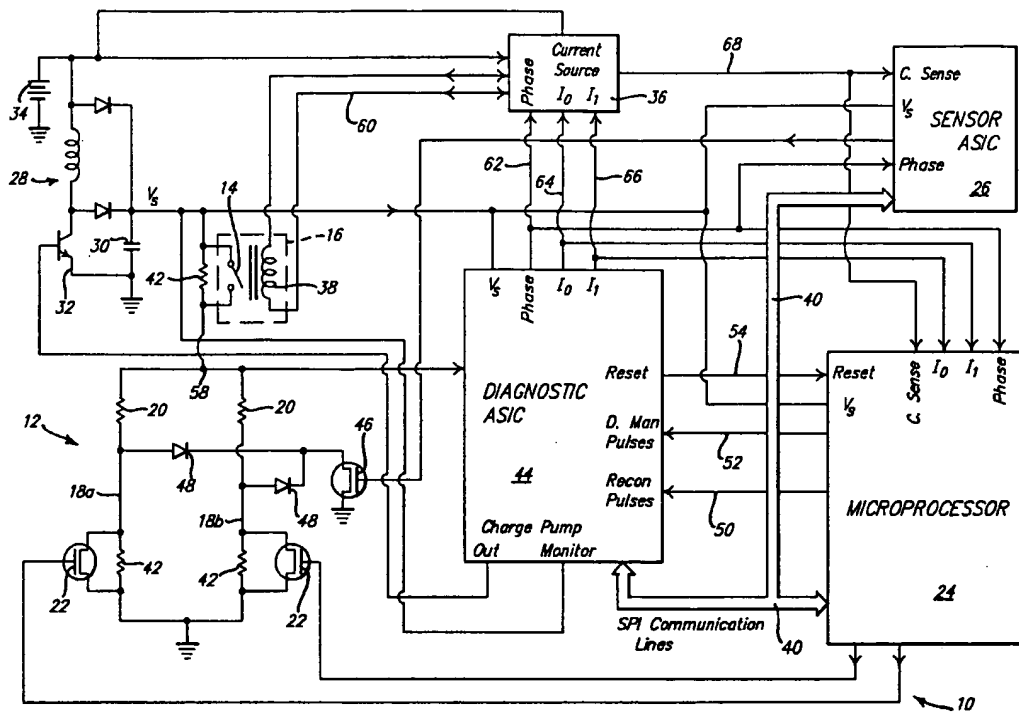 Current
Source
Phase
I0
I1
36
68
C. Sense
Vs
SENSOR
ASIC
Phase
26
34
28
60
62
64
66
Vs
14
16
30
42
38
32
58
40
Vs
Phase
I0
I1
DIAGNOSTIC
ASIC
44
Reset
D. Man
Pulses
Recon
Pulses
Charge Pump
Out
Monitor
54
52
50
Reset
Vs
C. Sense
I0
I1
Phase
MICROPROCESSOR
24
12
20
20
46
48
48
18a
18b
22
42
42
22
SPI Communication
Lines
40
10